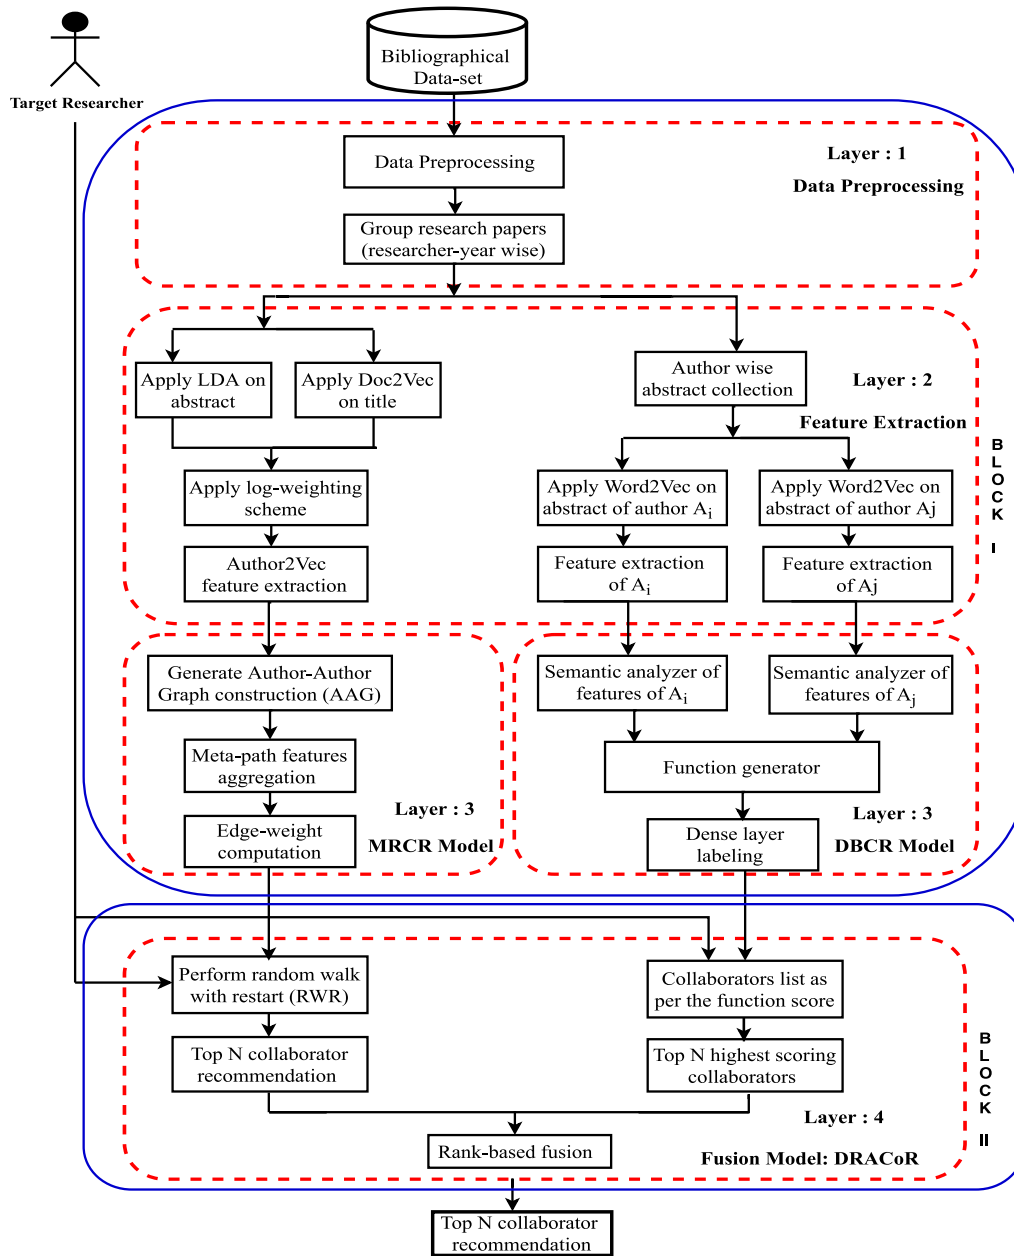 Bibliographical
Data-set
Target Researcher
Data Preprocessing
Layer : 1
Data Preprocessing
Group research papers
(researcher-year wise)
Apply LDA on
abstract
Apply Doc2Vec
on title
Author wise
abstract collection
Layer : 2
Feature Extraction
Apply log-weighting
scheme
Apply Word2Vec on
abstract of author Ai
Apply Word2Vec on
abstract of author Aj
BLOCK I
Author2Vec
feature extraction
Feature extraction
of Ai
Feature extraction
of Aj
Generate Author-Author
Graph construction (AAG)
Semantic analyzer of
features of Ai
Semantic analyzer of
features of Aj
Meta-path features
aggregation
Function generator
Edge-weight
computation
Layer : 3
MRCR Model
Dense layer
labeling
Layer : 3
DBCR Model
Perform random walk
with restart (RWR)
Collaborators list as
per the function score
Top N collaborator
recommendation
Top N highest scoring
collaborators
BLOCK II
Layer : 4
Rank-based fusion
Fusion Model: DRACoR
Top N collaborator
recommendation